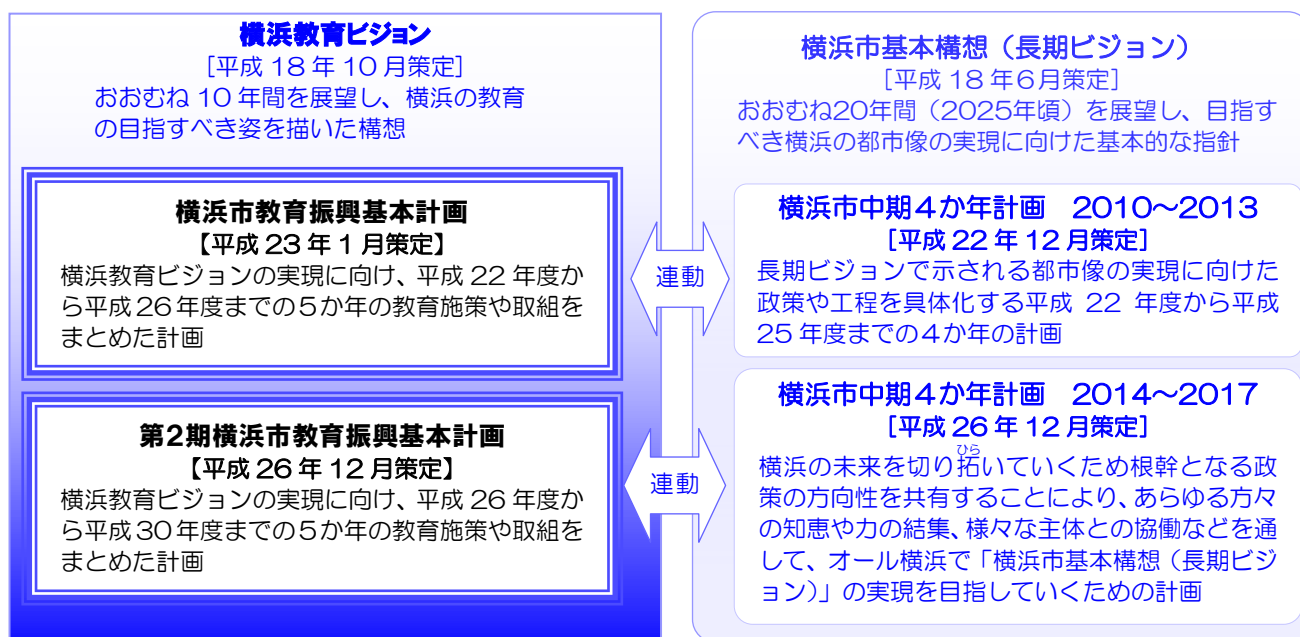 横浜教育ビジョン
[平成 18 年 10 月策定]
おおむね 10 年間を展望し、横浜の教育
の目指すべき姿を描いた構想
横浜市教育振興基本計画
【平成 23 年 1 月策定】
横浜教育ビジョンの実現に向け、平成 22 年度か
ら平成 26 年度までの5か年の教育施策や取組を
まとめた計画
第2期横浜市教育振興基本計画
【平成 26 年 12 月策定】
横浜教育ビジョンの実現に向け、平成 26 年度か
ら平成 30 年度までの5か年の教育施策や取組を
まとめた計画
連動
連動
横浜市基本構想（長期ビジョン）
[平成 18 年6月策定]
おおむね20年間（2025年頃）を展望し、目指す
べき横浜の都市像の実現に向けた基本的な指針
横浜市中期4か年計画　2010～2013
[平成 22 年 12 月策定]
長期ビジョンで示される都市像の実現に向けた
政策や工程を具体化する平成 22 年度から平成
25 年度までの4か年の計画
横浜市中期4か年計画　2014～2017
[平成 26 年 12 月策定]
ひら
横浜の未来を切り拓いていくため根幹となる政
策の方向性を共有することにより、あらゆる方々
の知恵や力の結集、様々な主体との協働などを通
して、オール横浜で「横浜市基本構想（長期ビジ
ョン）」の実現を目指していくための計画